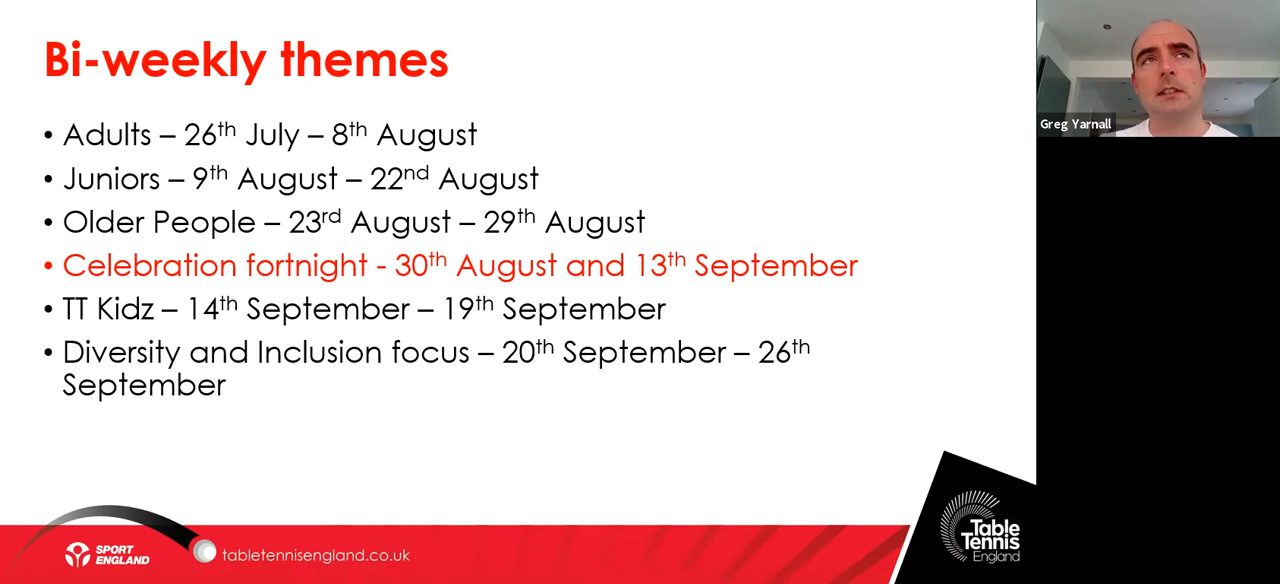 Bi-weekly themes
• Adults – 26th July – 8th August
• Juniors – 9th August – 22nd August
• Older People – 23rd August – 29th August
• Celebration fortnight - 30th August and 13th September
• TT Kidz – 14th September – 19th September
• Diversity and Inclusion focus – 20th September – 26th
September
Greg Yarnall
SPORT
ENGLAND
tabletennisengland.co.uk
Table
Tennis
England